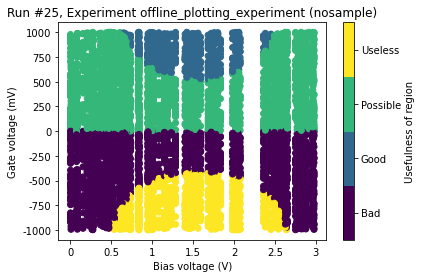 Run #25, Experiment offline_plotting_experiment (nosample)
1000
750
500
250
0
-250
-500
-750
-1000
Gate voltage (mV)
0
0.5
1
1.5
2
2.5
3
Bias voltage (V)
Useless
Possible
Good
Bad
Usefulness of region